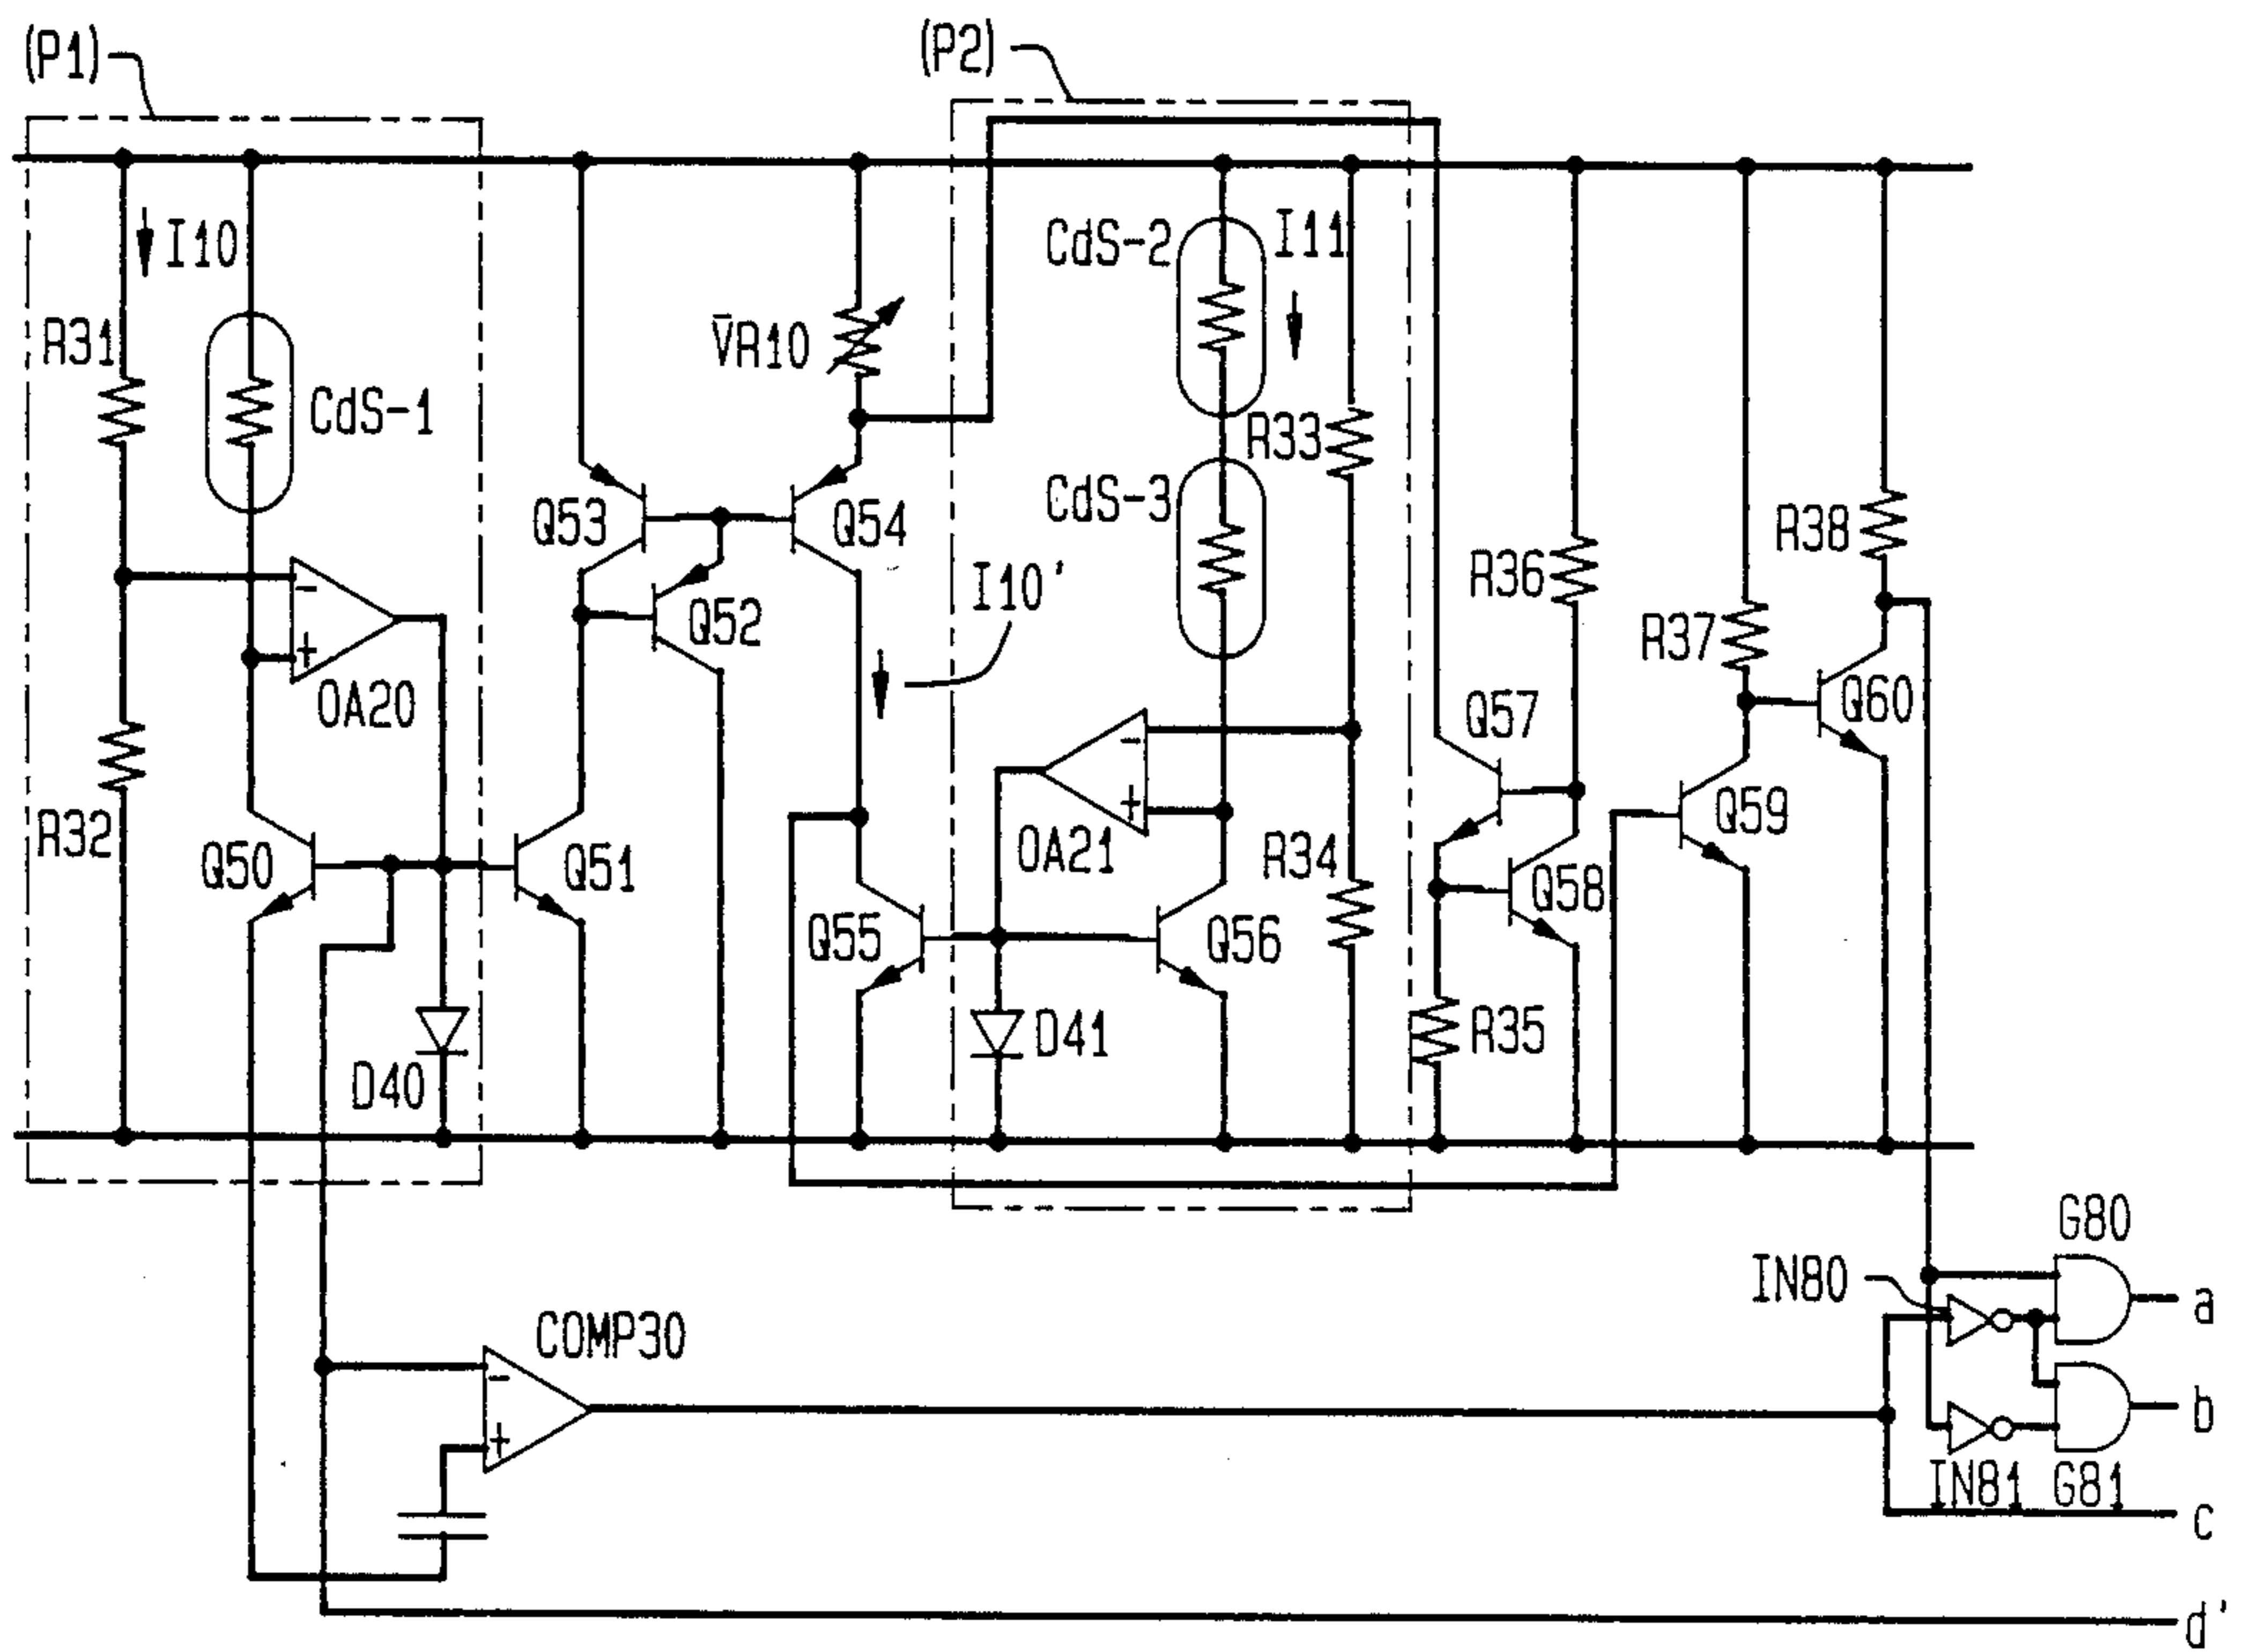 (P1)
(P2)
I10
CdS-2
I11
R31
V̄R10
CdS-1
R33
Q53
Q54
CdS-3
R38
-
+
OA20
Q52
I10'
R36
R37
Q60
Q57
-
+
OA21
R32
Q50
Q51
R34
Q58
Q59
Q55
Q56
D40
D41
R35
G80
IN80
a
COMP30
-
+
b
IN81
G81
c
d'